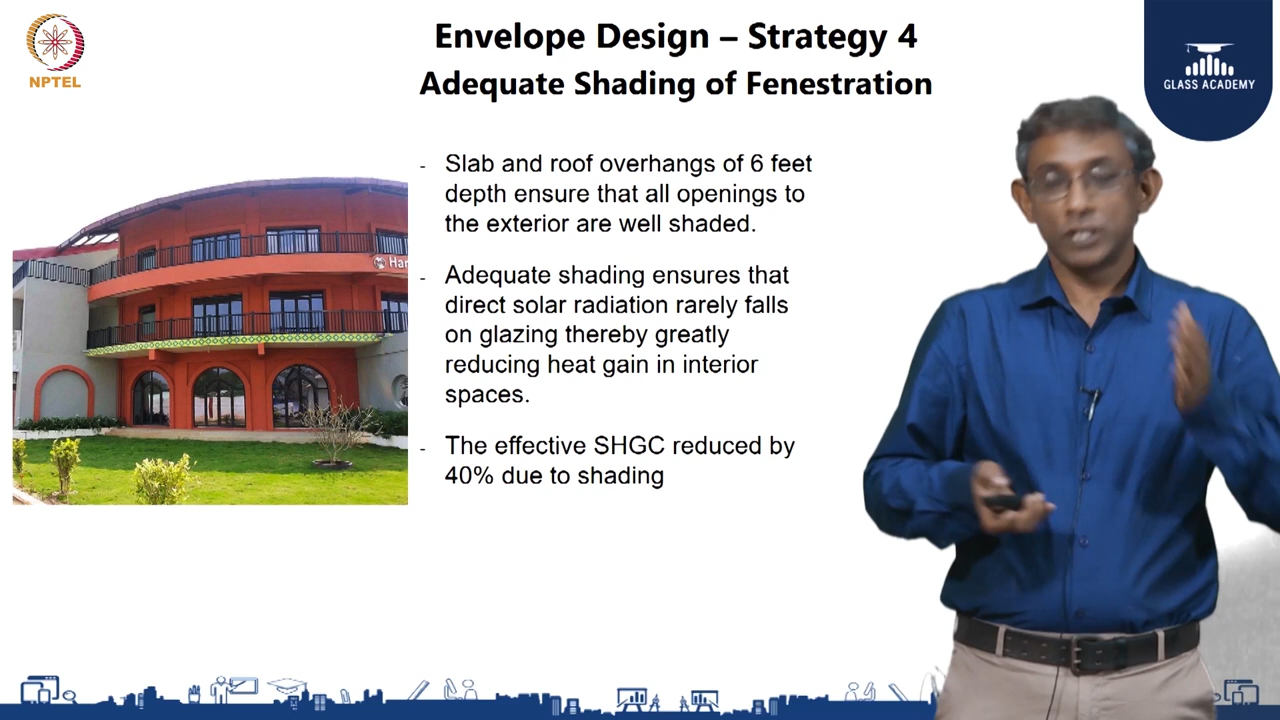 NPTEL
Envelope Design – Strategy 4
Adequate Shading of Fenestration
GLASS ACADEMY
- Slab and roof overhangs of 6 feet
depth ensure that all openings to
the exterior are well shaded.
- Adequate shading ensures that
direct solar radiation rarely falls
on glazing thereby greatly
reducing heat gain in interior
spaces.
- The effective SHGC reduced by
40% due to shading
Har